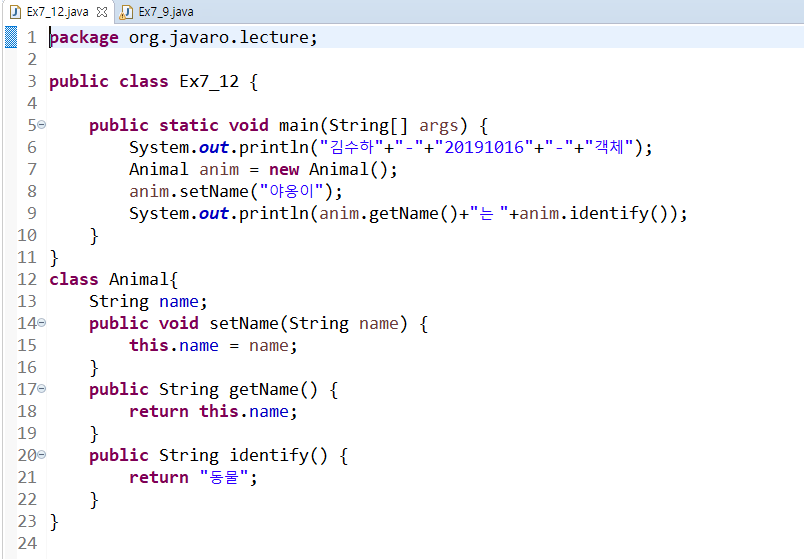 Ex7_12.java Ex7_9.java
1 package org.javaro.lecture;
2
3 public class Ex7_12 {
4
5 public static void main(String[] args) {
6 System.out.println("김수하"+"-"+"20191016"+"-"+"객체");
7 Animal anim = new Animal();
8 anim.setName("야옹이");
9 System.out.println(anim.getName()+"는 "+anim.identify());
10 }
11 }
12 class Animal{
13 String name;
14 public void setName(String name) {
15 this.name = name;
16 }
17 public String getName() {
18 return this.name;
19 }
20 public String identify() {
21 return "동물";
22 }
23 }
24